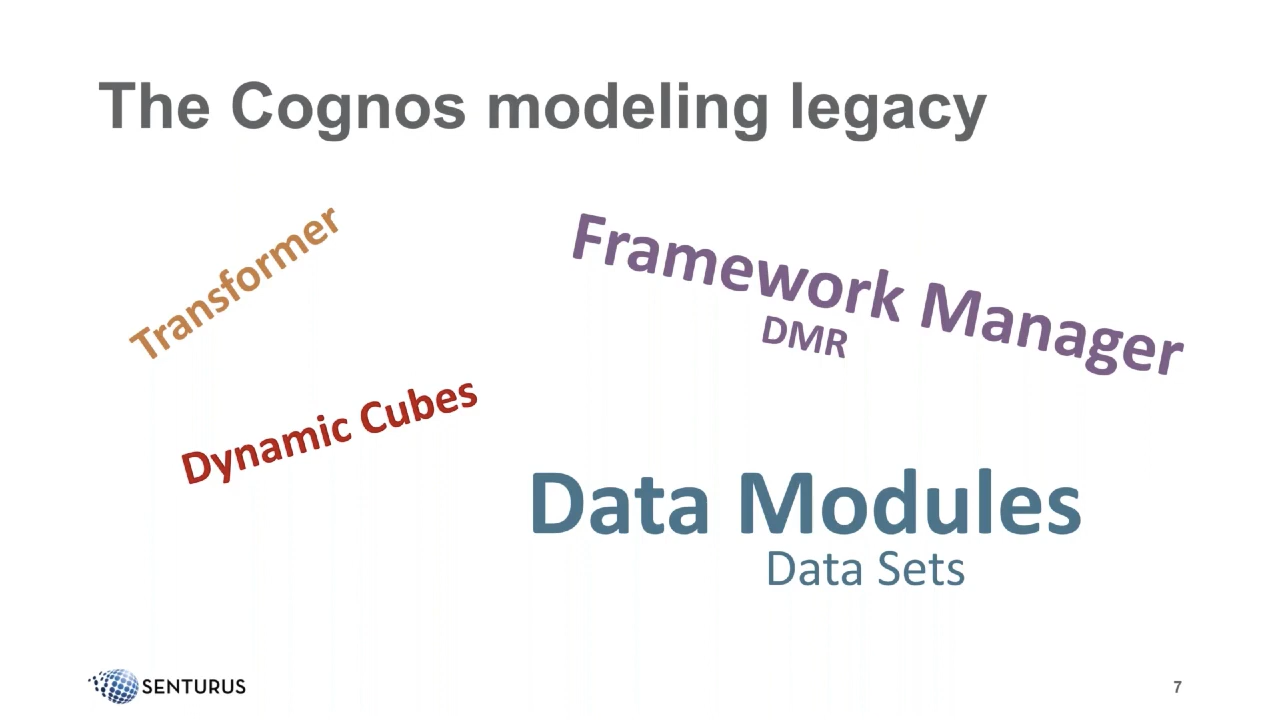 The Cognos modeling legacy
Transformer
Framework Manager
DMR
Dynamic Cubes
Data Modules
Data Sets
SENTURUS
7